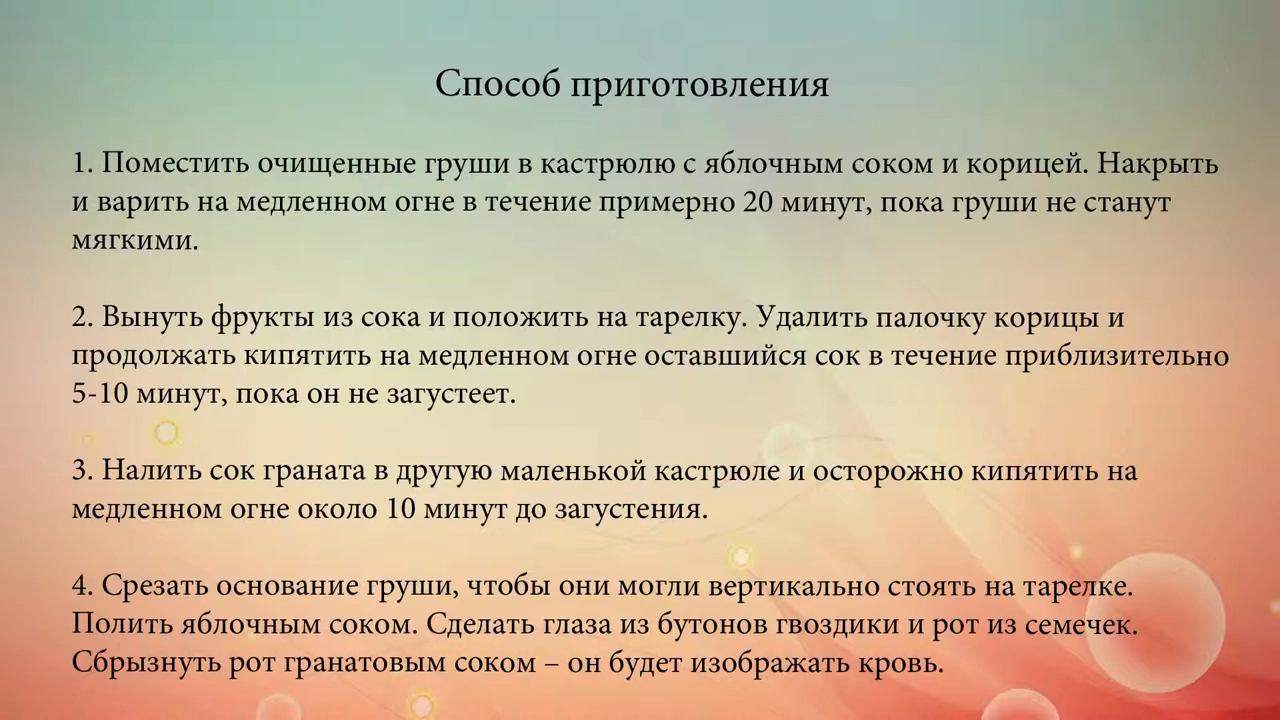 Способ приготовления
1. Поместить очищенные груши в кастрюлю с яблочным соком и корицей. Накрыть
и варить на медленном огне в течение примерно 20 минут, пока груши не станут
мягкими.
2. Вынуть фрукты из сока и положить на тарелку. Удалить палочку корицы и
продолжать кипятить на медленном огне оставшийся сок в течение приблизительно
5-10 минут, пока он не загустеет.
3. Налить сок граната в другую маленькой кастрюле и осторожно кипятить на
медленном огне около 10 минут до загустения.
4. Срезать основание груши, чтобы они могли вертикально стоять на тарелке.
Полить яблочным соком. Сделать глаза из бутонов гвоздики и рот из семечек.
Сбрызнуть рот гранатовым соком – он будет изображать кровь.